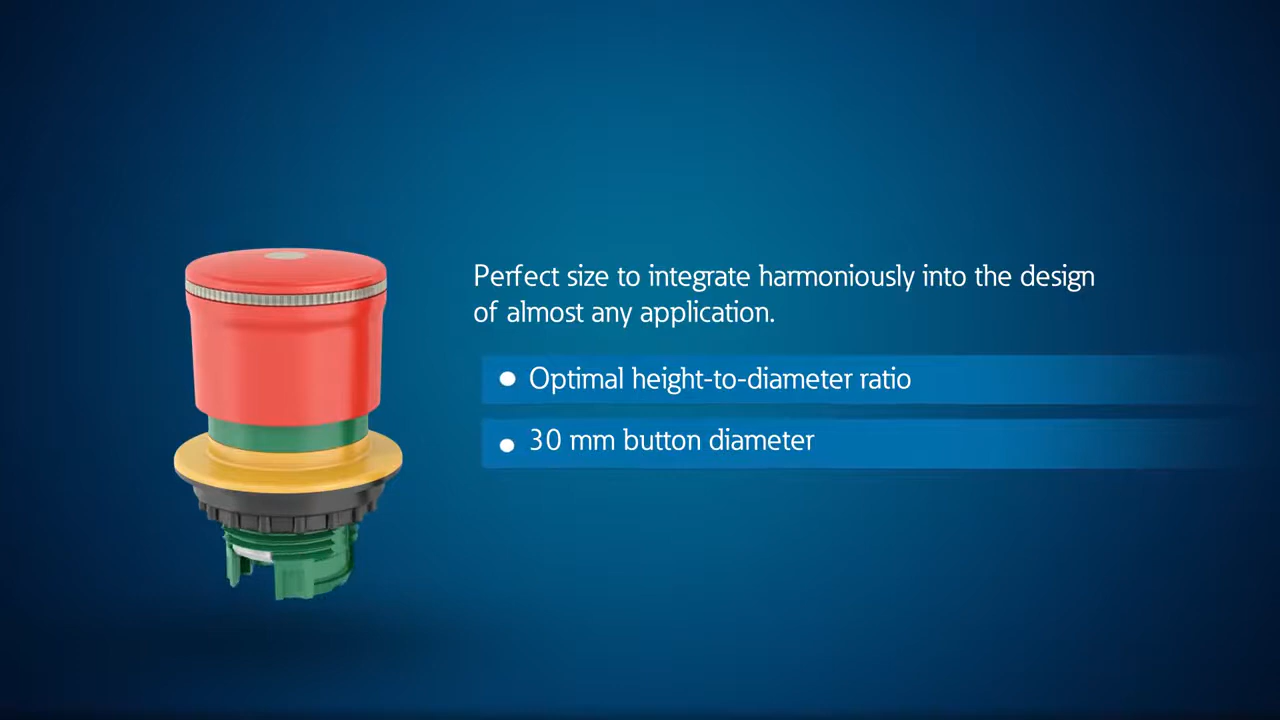 Perfect size to integrate harmoniously into the design
of almost any application.
Optimal height-to-diameter ratio
30 mm button diameter